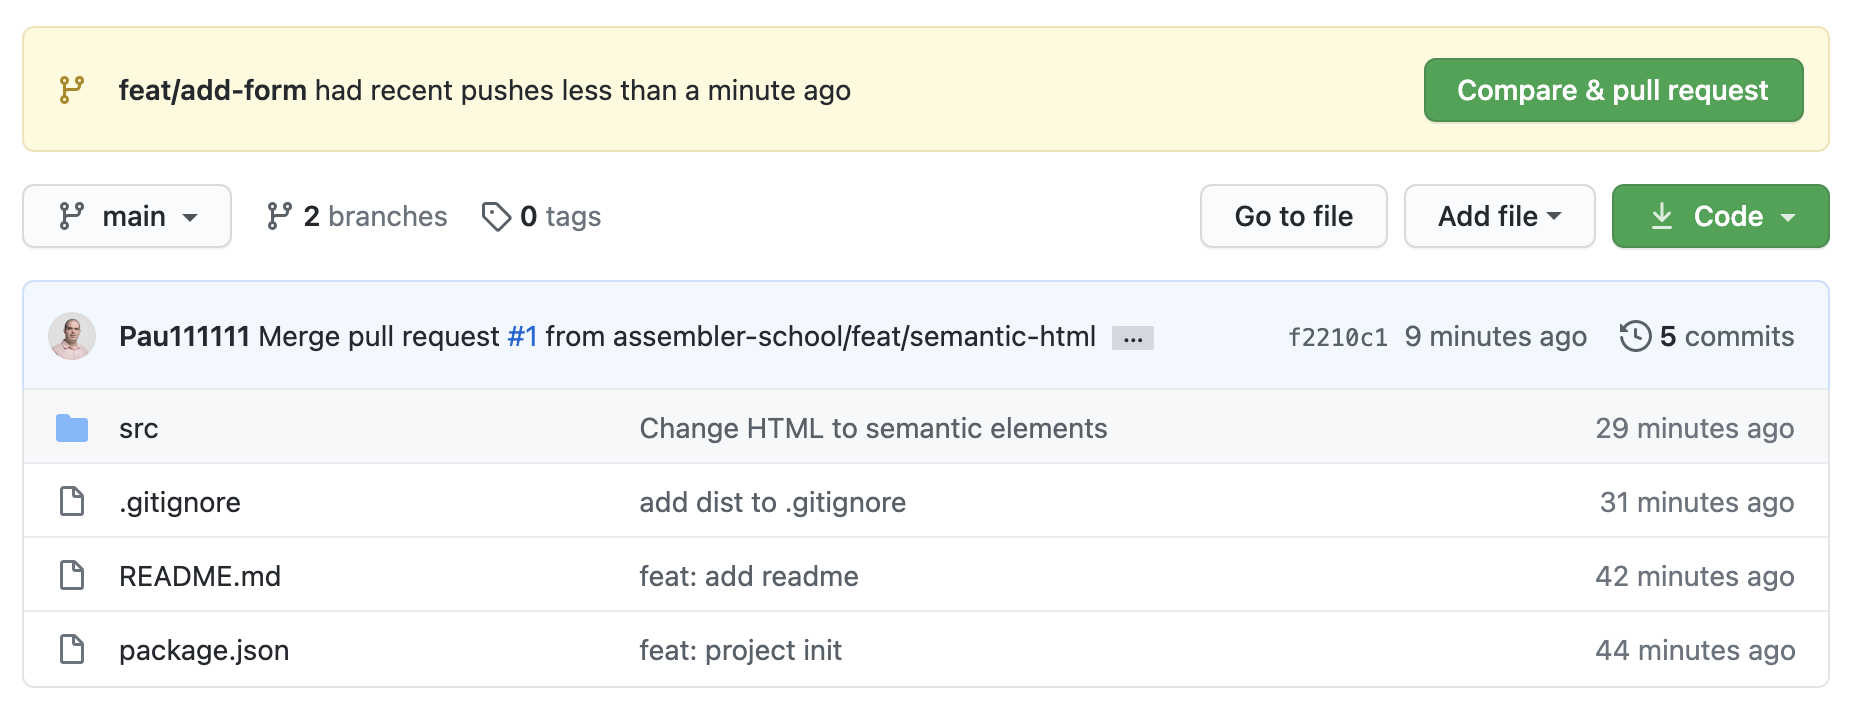 feat/add-form had recent pushes less than a minute ago Compare & pull request
main 2 branches 0 tags Go to file Add file Code
Pau111111 Merge pull request #1 from assembler-school/feat/semantic-html ... f2210c1 9 minutes ago 5 commits
src Change HTML to semantic elements 29 minutes ago
.gitignore add dist to .gitignore 31 minutes ago
README.md feat: add readme 42 minutes ago
package.json feat: project init 44 minutes ago